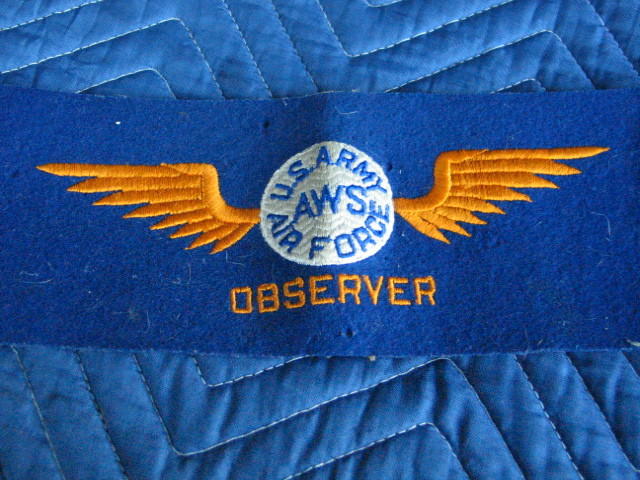 U.S. ARMY
AWS
AIR FORCE
OBSERVER